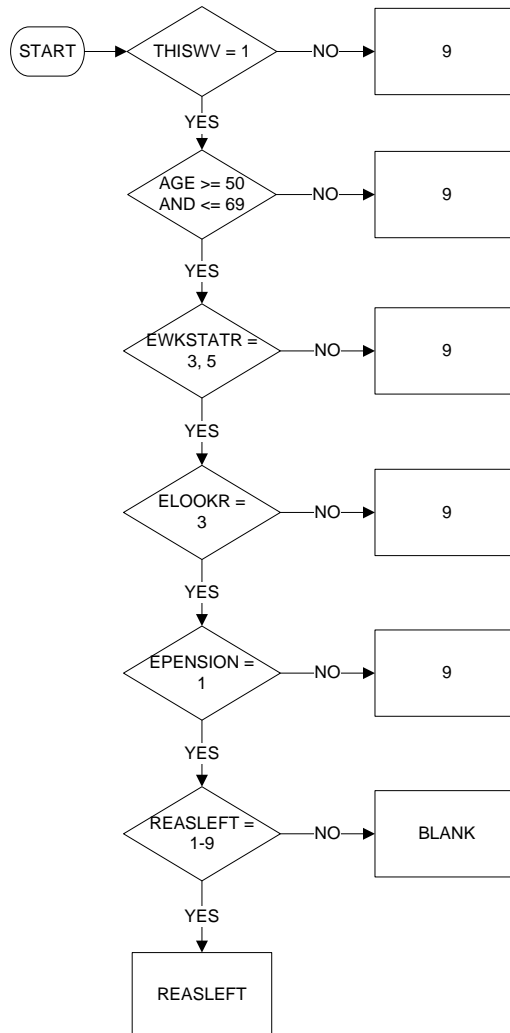 START
THISWV = 1
NO
9
YES
AGE >= 50
AND <= 69
NO
9
YES
EWKSTATR =
3, 5
NO
9
YES
ELOOKR =
3
NO
9
YES
EPENSION =
1
NO
9
YES
REASLEFT =
1-9
NO
BLANK
YES
REASLEFT